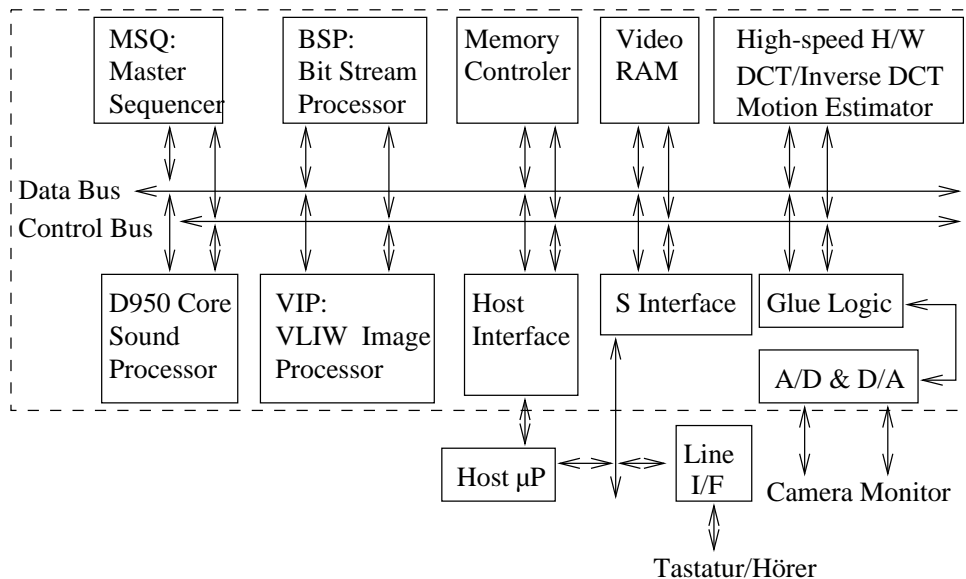 MSQ:
Master
Sequencer
BSP:
Bit Stream
Processor
Memory
Controler
Video
RAM
High-speed H/W
DCT/Inverse DCT
Motion Estimator
Data Bus
Control Bus
D950 Core
Sound
Processor
VIP:
VLIW Image
Processor
Host
Interface
S Interface
Glue Logic
A/D & D/A
Host µP
Line
I/F
Camera Monitor
Tastatur/Hörer